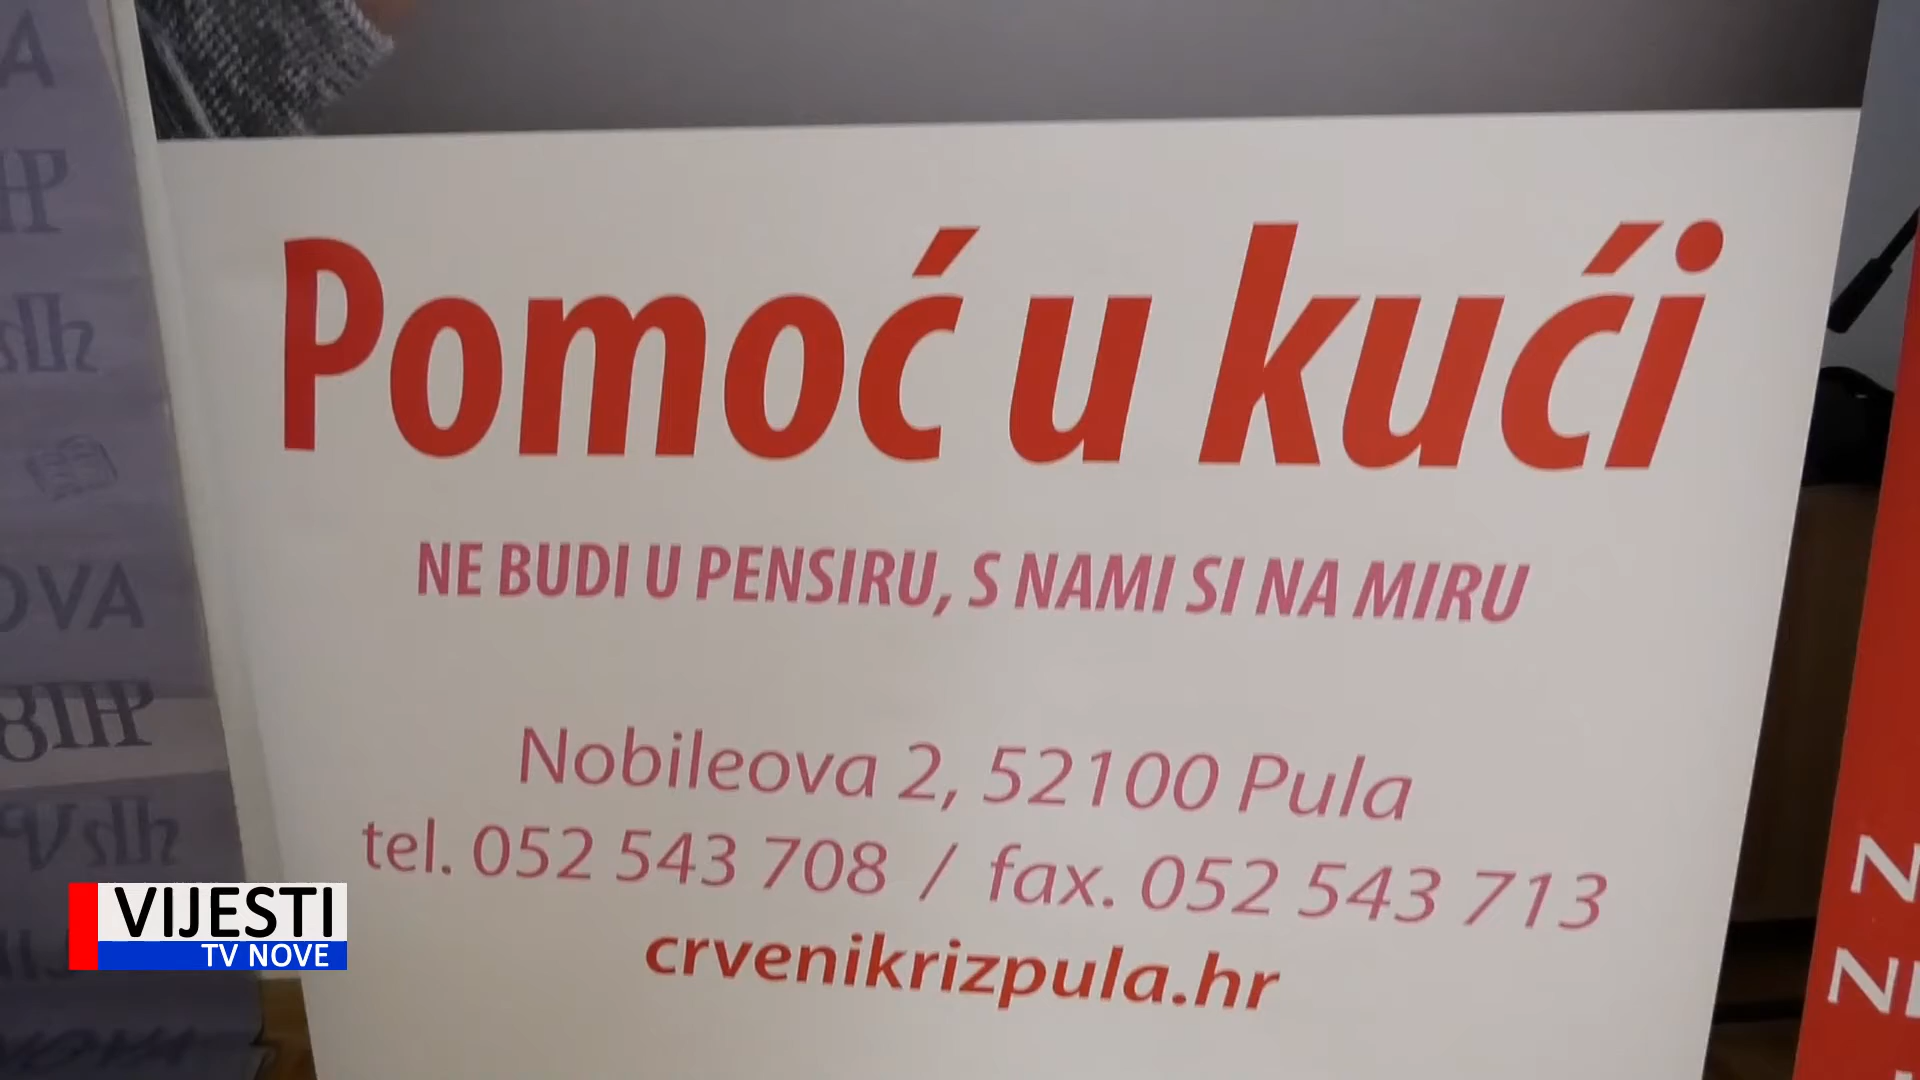 Pomoć u kući
NE BUDI U PENSIRU, S NAMI SI NA MIRU
Nobileova 2, 52100 Pula
tel. 052 543 708 / fax. 052 543 713
crvenikrizpula.hr
VIJESTI
TV NOVE